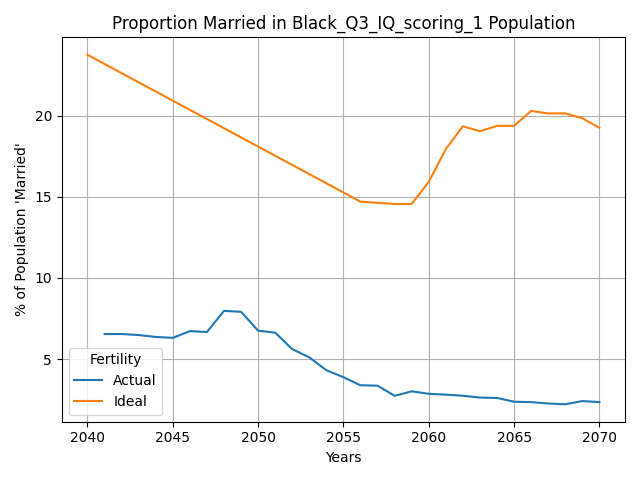 Proportion Married in Black_Q3_IQ_scoring_1 Population
% of Population 'Married'
20
15
10
5
Fertility
Actual
Ideal
2040 2045 2050 2055 2060 2065 2070
Years